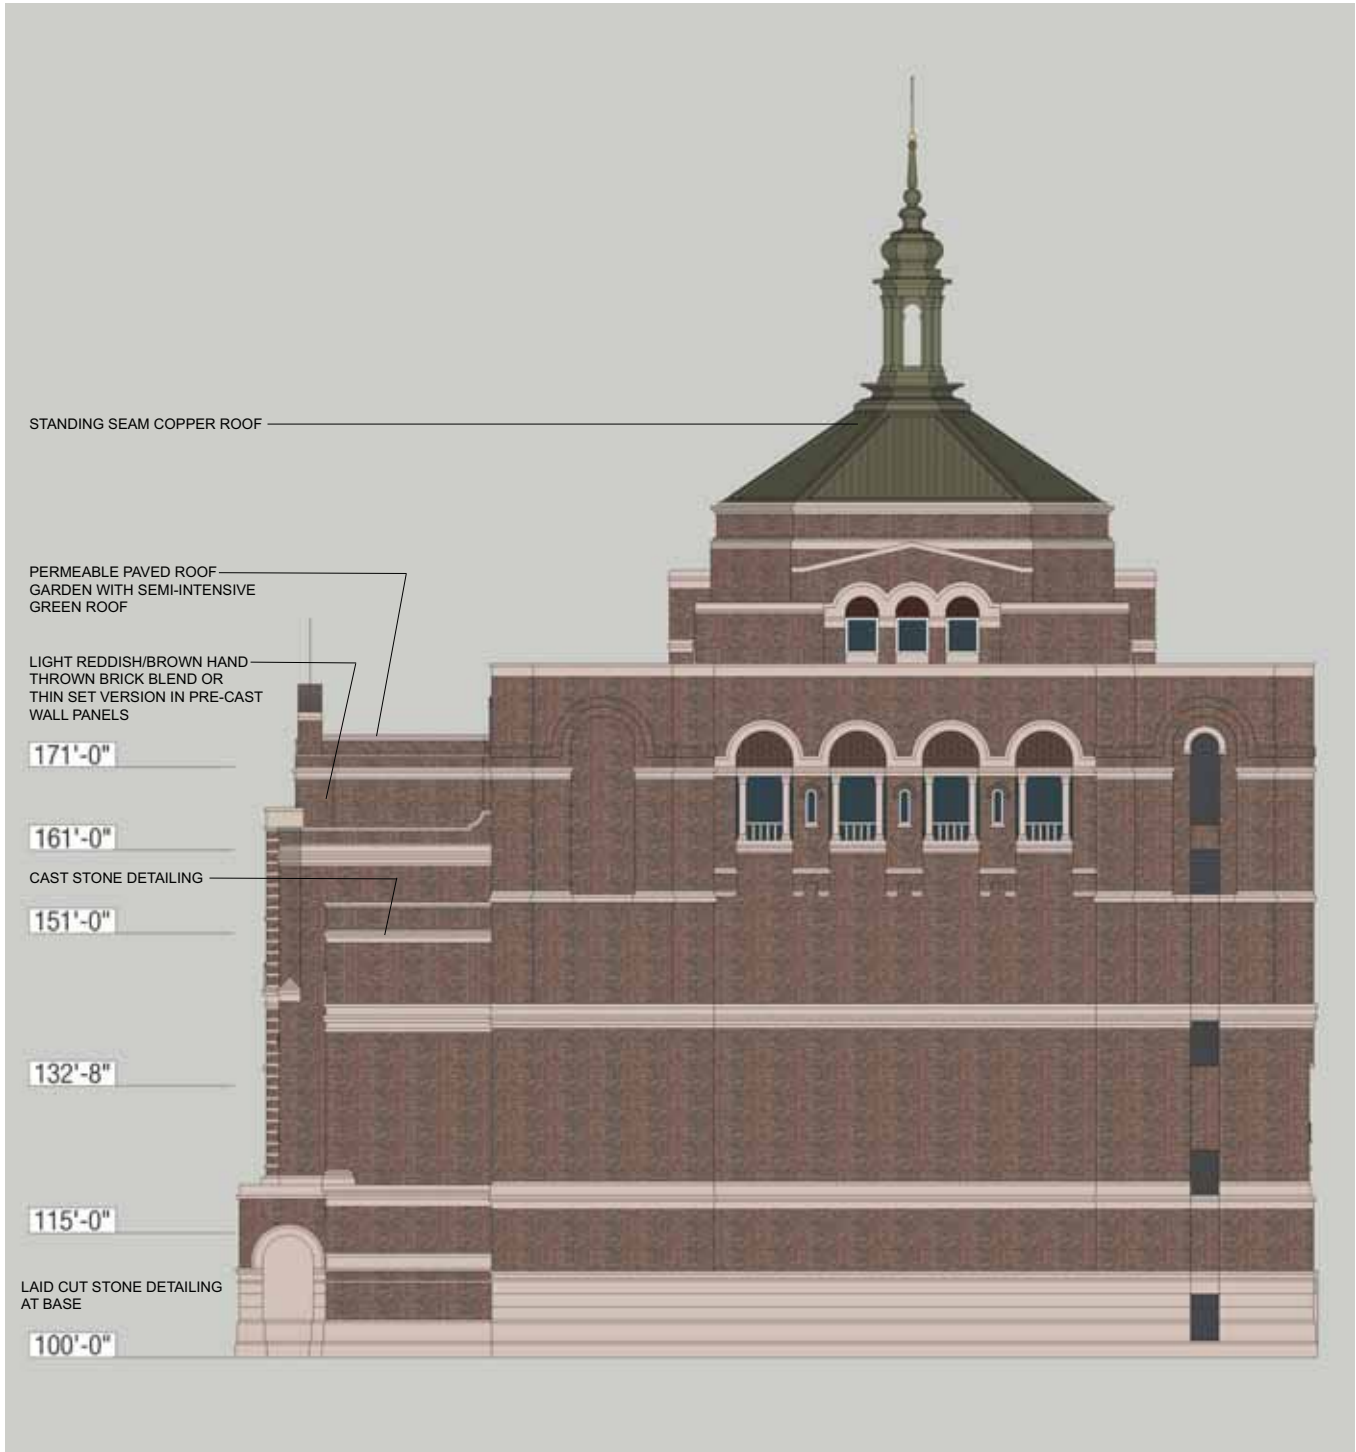 STANDING SEAM COPPER ROOF
PERMEABLE PAVED ROOF
GARDEN WITH SEMI-INTENSIVE
GREEN ROOF
LIGHT REDDISH/BROWN HAND
THROWN BRICK BLEND OR
THIN SET VERSION IN PRE-CAST
WALL PANELS
171'-0"
161'-0"
CAST STONE DETAILING
151'-0"
132'-8"
115'-0"
LAID CUT STONE DETAILING
AT BASE
100'-0"